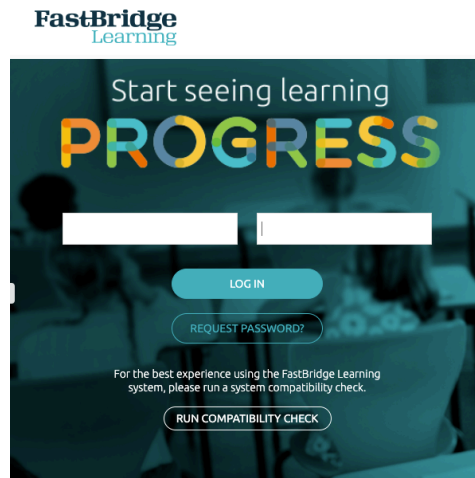 FastBridge
Learning
Start seeing learning
PROGRESS
LOG IN
REQUEST PASSWORD?
For the best experience using the FastBridge Learning
system, please run a system compatibility check.
RUN COMPATIBILITY CHECK